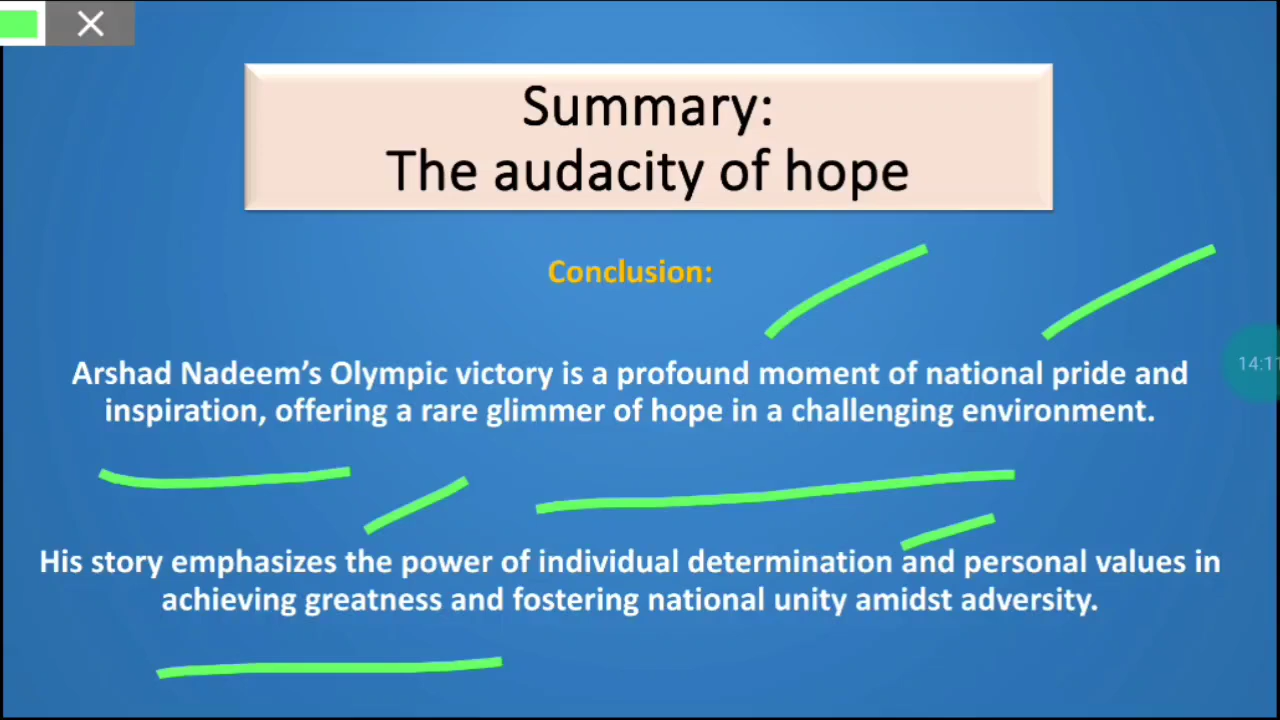 Summary:
The audacity of hope
Conclusion:
Arshad Nadeem's Olympic victory is a profound moment of national pride and
inspiration, offering a rare glimmer of hope in a challenging environment.
14:11
His story emphasizes the power of individual determination and personal values in
achieving greatness and fostering national unity amidst adversity.